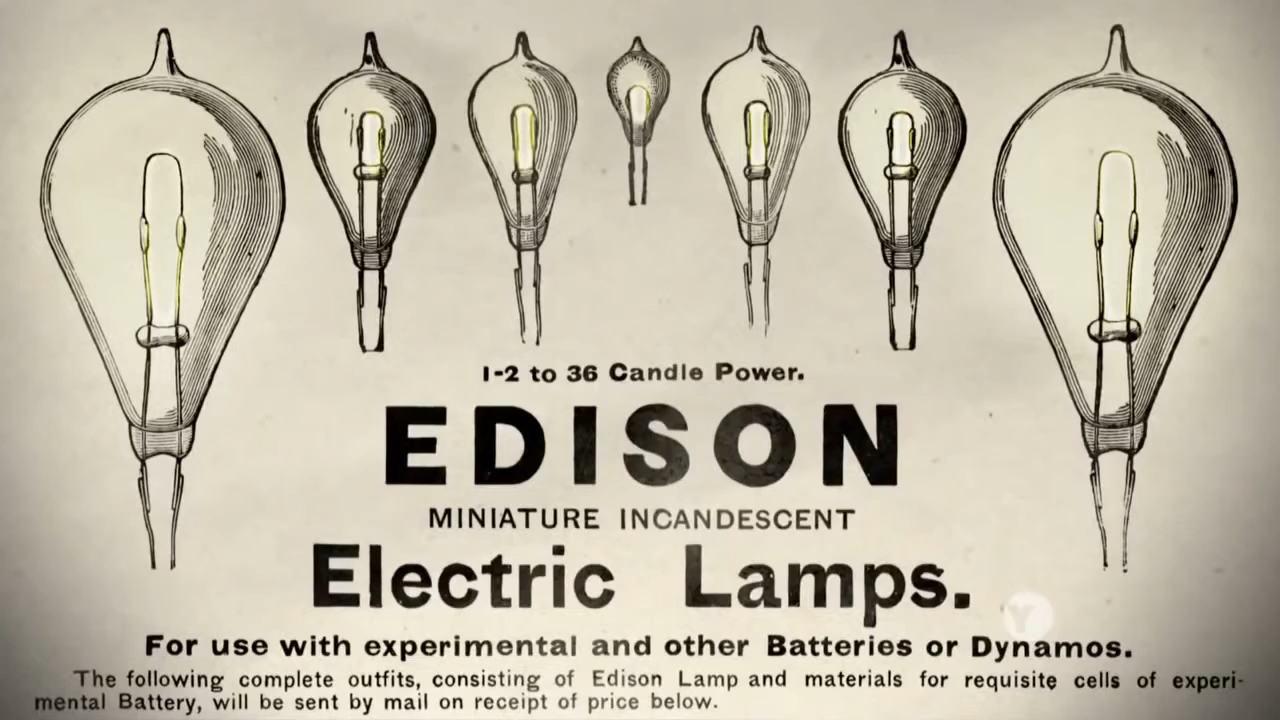 1-2 to 36 Candle Power.
EDISON
MINIATURE INCANDESCENT
Electric Lamps.
For use with experimental and other Batteries or Dynamos.
The following complete outfits, consisting of Edison Lamp and materials for requisite cells of experi-
mental Battery, will be sent by mail on receipt of price below.
Y